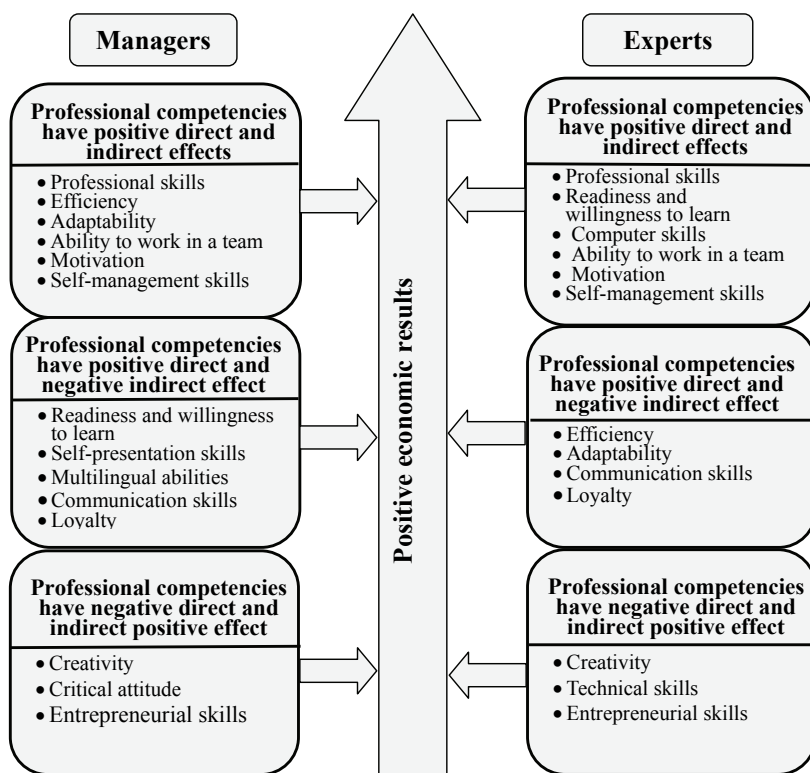 Managers
Professional competencies
have positive direct and
indirect effects
• Professional skills
• Efficiency
• Adaptability
• Ability to work in a team
• Motivation
• Self-management skills
Professional competencies
have positive direct and
negative indirect effect
• Readiness and willingness
to learn
• Self-presentation skills
• Multilingual abilities
• Communication skills
• Loyalty
Professional competencies
have negative direct and
indirect positive effect
• Creativity
• Critical attitude
• Entrepreneurial skills
Positive economic results
Experts
Professional competencies
have positive direct and
indirect effects
• Professional skills
• Readiness and
willingness to learn
• Computer skills
• Ability to work in a team
• Motivation
• Self-management skills
Professional competencies
have positive direct and
negative indirect effect
• Efficiency
• Adaptability
• Communication skills
• Loyalty
Professional competencies
have negative direct and
indirect positive effect
• Creativity
• Technical skills
• Entrepreneurial skills